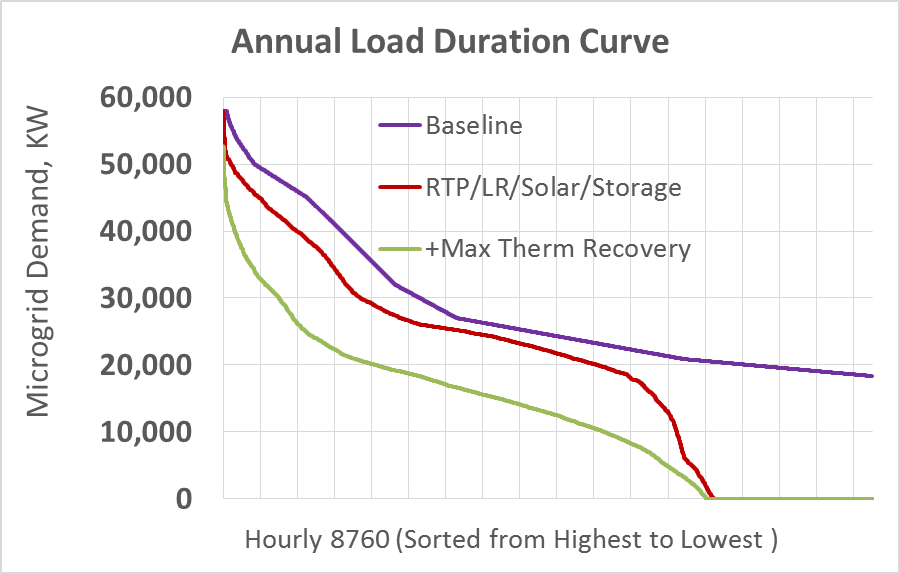 Annual Load Duration Curve
Microgrid Demand, KW
60,000
50,000
40,000
30,000
20,000
10,000
0
Baseline
RTP/LR/Solar/Storage
+Max Therm Recovery
Hourly 8760 (Sorted from Highest to Lowest )